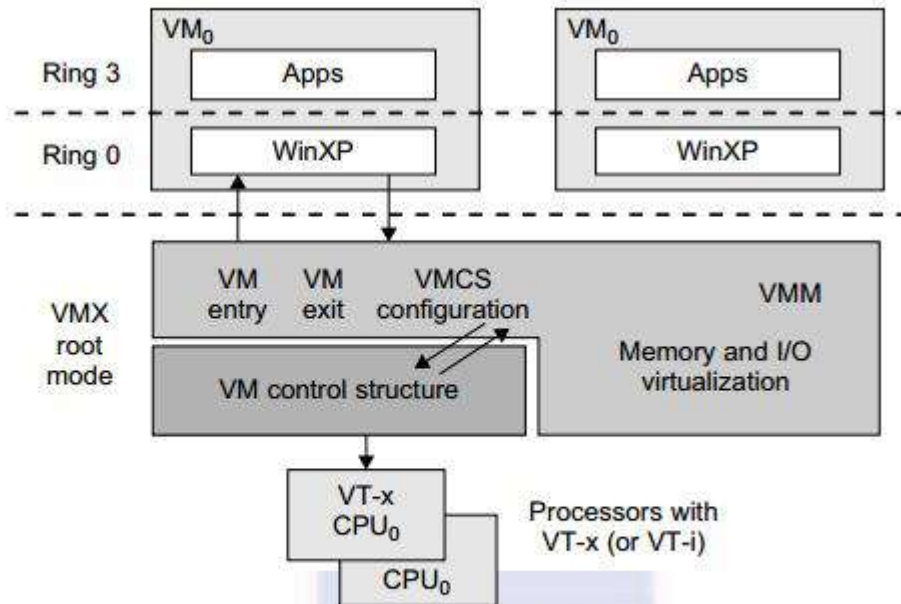 VM₀
VM₀
Ring 3
Apps
Apps
Ring 0
WinXP
WinXP
VMX
root
mode
VM
entry
VM
exit
VMCS
configuration
VMM
Memory and I/O
virtualization
VM control structure
VT-x
CPU₀
CPU₀
Processors with
VT-x (or VT-i)